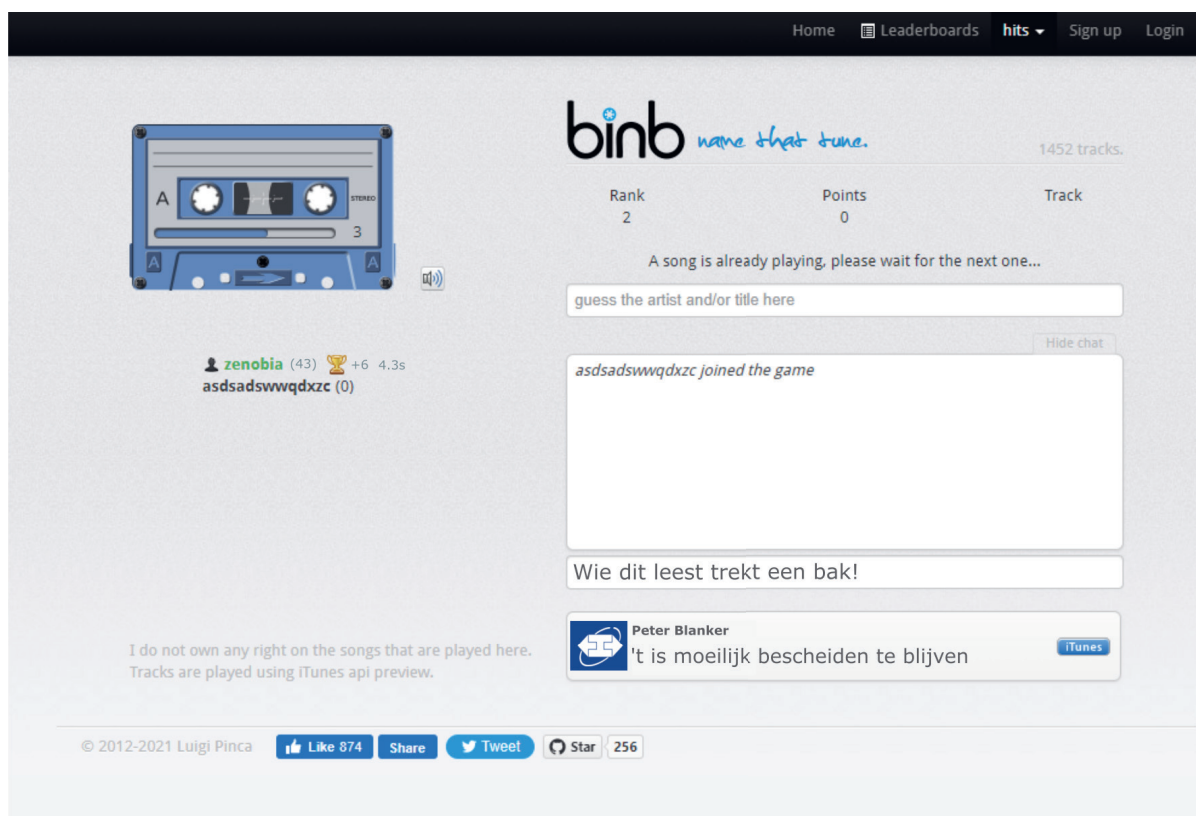 Home Leaderboards hits Sign up Login
binb name that tune.
1452 tracks.
A STEREO
3
A A
Rank Points Track
2 0
A song is already playing, please wait for the next one...
guess the artist and/or title here
Hide chat
zenobia (43) +6 4.3s
asdsadswwqdxzc (0)
asdsadswwqdxzc joined the game
Wie dit leest trekt een bak!
Peter Blanker
't is moeilijk bescheiden te blijven
iTunes
I do not own any right on the songs that are played here.
Tracks are played using iTunes api preview.
© 2012-2021 Luigi Pinca Like 874 Share Tweet Star 256